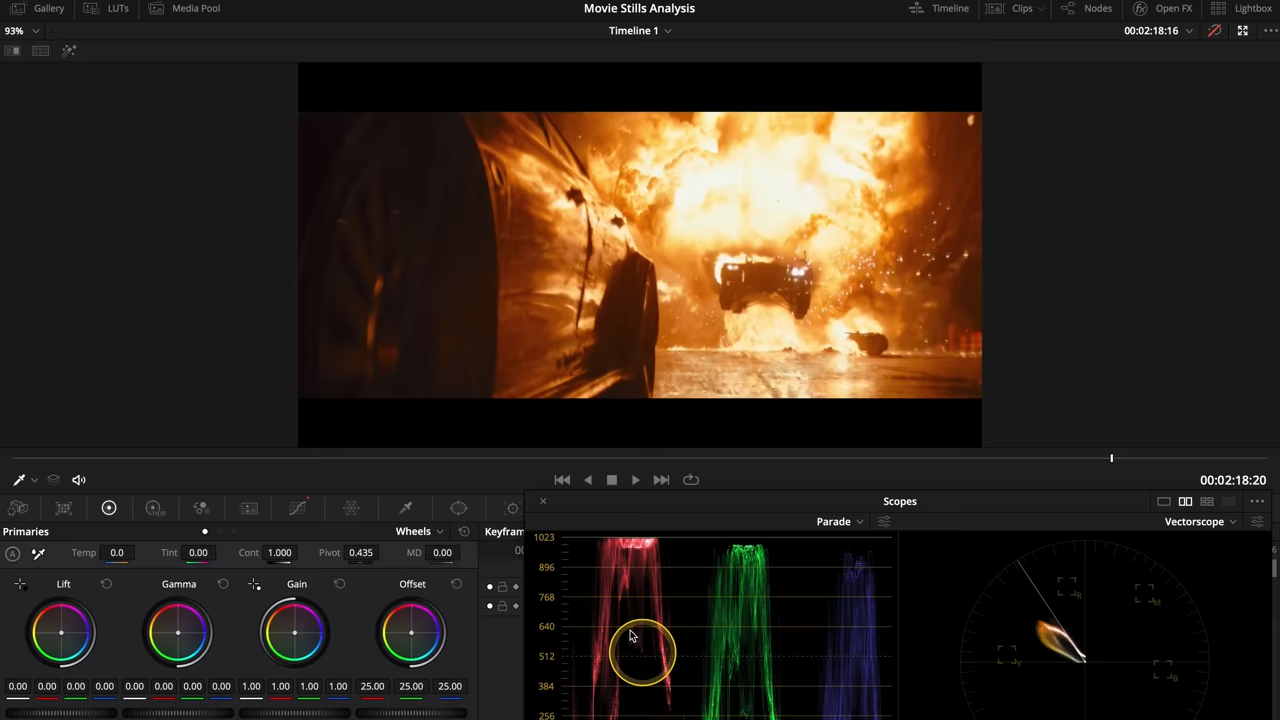 Gallery LUTs Media Pool Movie Stills Analysis Timeline Clips Nodes Open FX Lightbox
93% Timeline 1 00:02:18:16
00:02:18:20
Scopes
Primaries Wheels Keyfram
Parade Vectorscope
Temp 0.0 Tint 0.00 Cont 1.000 Pivot 0.435 MD 0.00
Lift Gamma Gain Offset
0.00 0.00 0.00 0.00 0.00 0.00 0.00 0.00 1.00 1.00 1.00 1.00 25.00 25.00 25.00
1023
896
768
640
512
384
256
HDR
A
R
M
Y
B